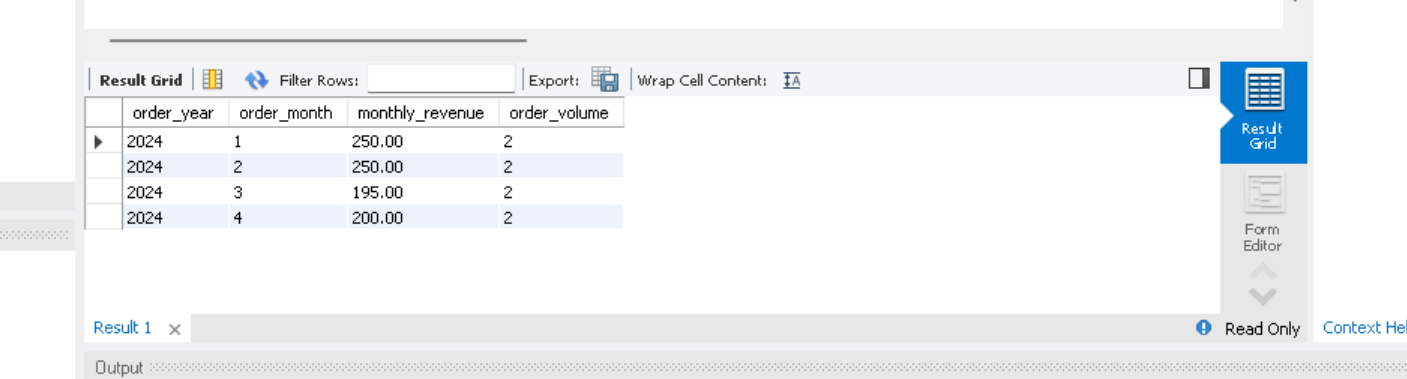 Result Grid Filter Rows: Export: Wrap Cell Content: IA
order_year order_month monthly_revenue order_volume
2024 1 250.00 2
2024 2 250.00 2
2024 3 195.00 2
2024 4 200.00 2
Result
Grid
Form
Editor
Result 1 × Read Only Context Hel
Output